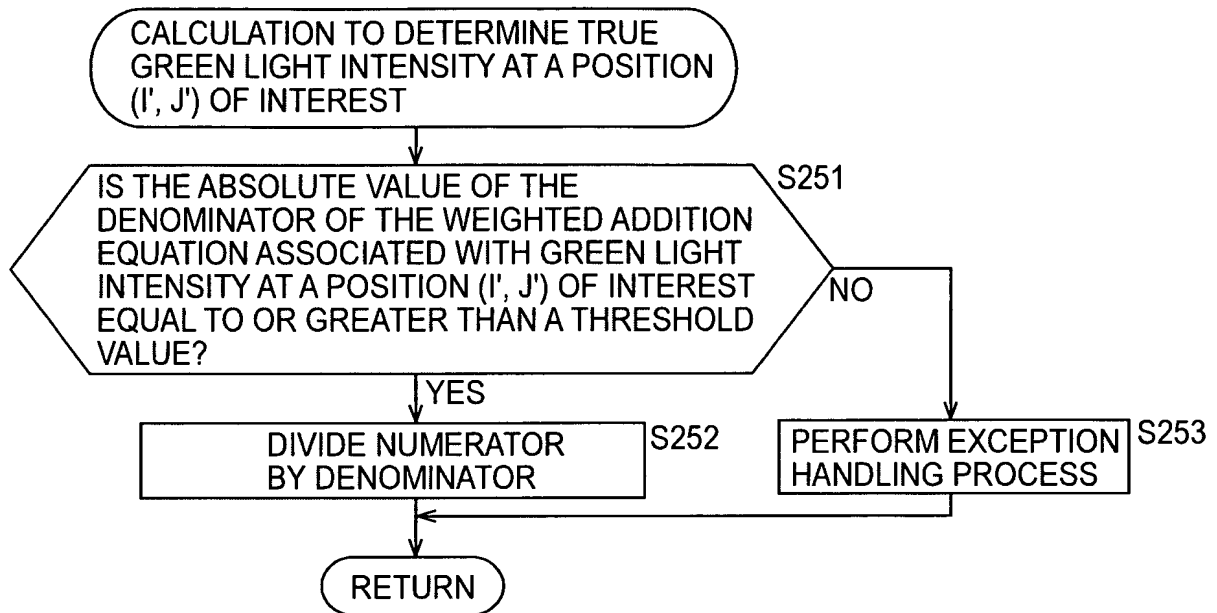 CALCULATION TO DETERMINE TRUE
GREEN LIGHT INTENSITY AT A POSITION
(I', J') OF INTEREST
S251
IS THE ABSOLUTE VALUE OF THE
DENOMINATOR OF THE WEIGHTED ADDITION
EQUATION ASSOCIATED WITH GREEN LIGHT
INTENSITY AT A POSITION (I', J') OF INTEREST
EQUAL TO OR GREATER THAN A THRESHOLD
VALUE?
NO
YES
DIVIDE NUMERATOR
BY DENOMINATOR
S252
PERFORM EXCEPTION
HANDLING PROCESS
S253
RETURN